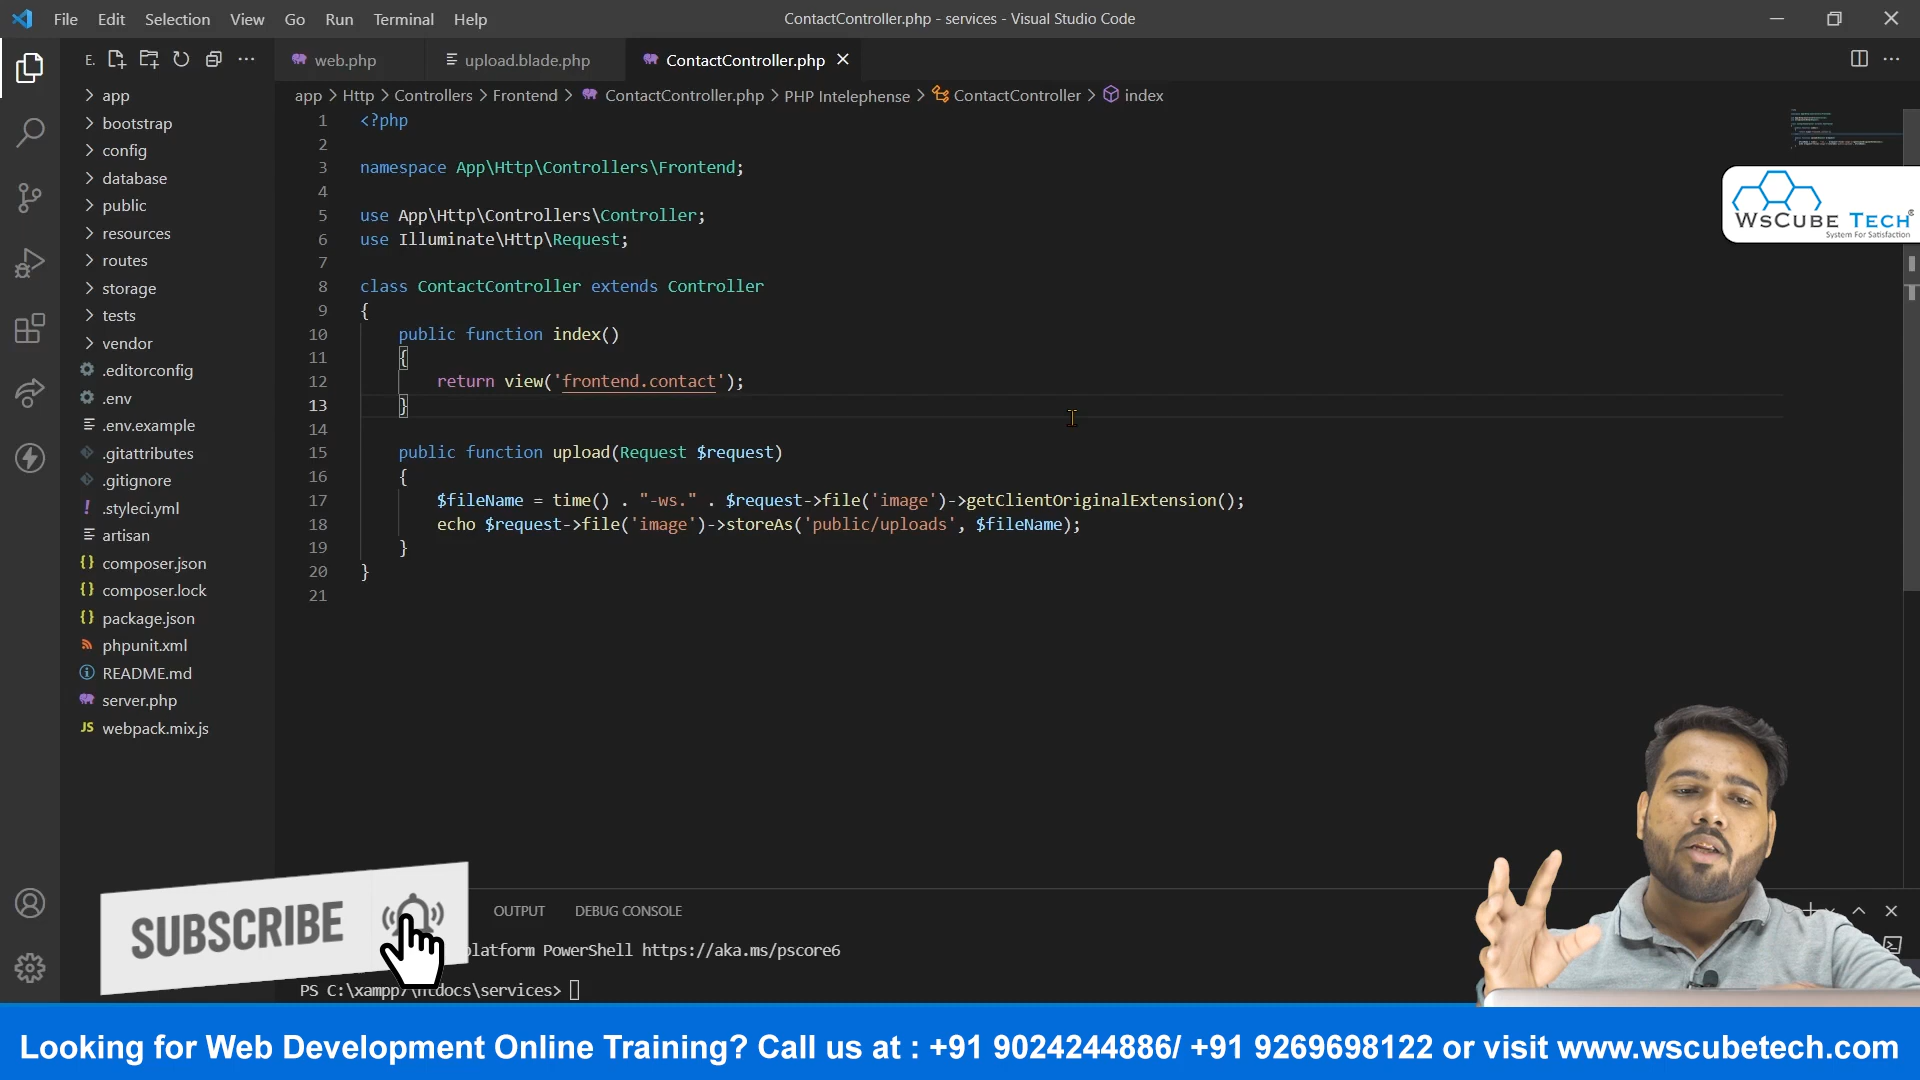 File Edit Selection View Go Run Terminal Help
ContactController.php - services - Visual Studio Code
E.
web.php
upload.blade.php
ContactController.php
app > Http > Controllers > Frontend > ContactController.php > PHP Intelephense > ContactController > index
app
bootstrap
config
database
public
resources
routes
storage
tests
vendor
.editorconfig
.env
.env.example
.gitattributes
.gitignore
.styleci.yml
artisan
composer.json
composer.lock
package.json
phpunit.xml
README.md
server.php
JS webpack.mix.js
1 <?php
2
3 namespace App\Http\Controllers\Frontend;
4
5 use App\Http\Controllers\Controller;
6 use Illuminate\Http\Request;
7
8 class ContactController extends Controller
9 {
10 public function index()
11 {
12 return view('frontend.contact');
13 }
14
15 public function upload(Request $request)
16 {
17 $fileName = time() . "-ws." . $request->file('image')->getClientOriginalExtension();
18 echo $request->file('image')->storeAs('public/uploads', $fileName);
19 }
20 }
21
WsCube Tech®
System For Satisfaction
SUBSCRIBE
OUTPUT DEBUG CONSOLE
platform PowerShell https://aka.ms/pscore6
PS C:\xampp7\htdocs\services>
Looking for Web Development Online Training? Call us at : +91 9024244886/ +91 9269698122 or visit www.wscubetech.com